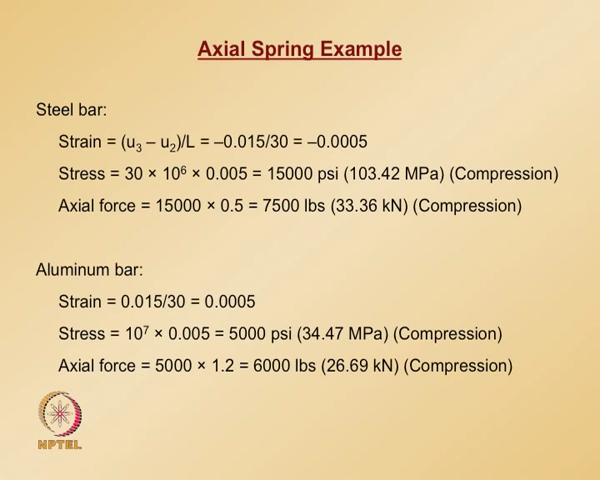 Axial Spring Example
Steel bar:
Strain = (u₃ – u₂)/L = –0.015/30 = –0.0005
Stress = 30 × 10⁶ × 0.005 = 15000 psi (103.42 MPa) (Compression)
Axial force = 15000 × 0.5 = 7500 lbs (33.36 kN) (Compression)
Aluminum bar:
Strain = 0.015/30 = 0.0005
Stress = 10⁷ × 0.005 = 5000 psi (34.47 MPa) (Compression)
Axial force = 5000 × 1.2 = 6000 lbs (26.69 kN) (Compression)
NPTEL